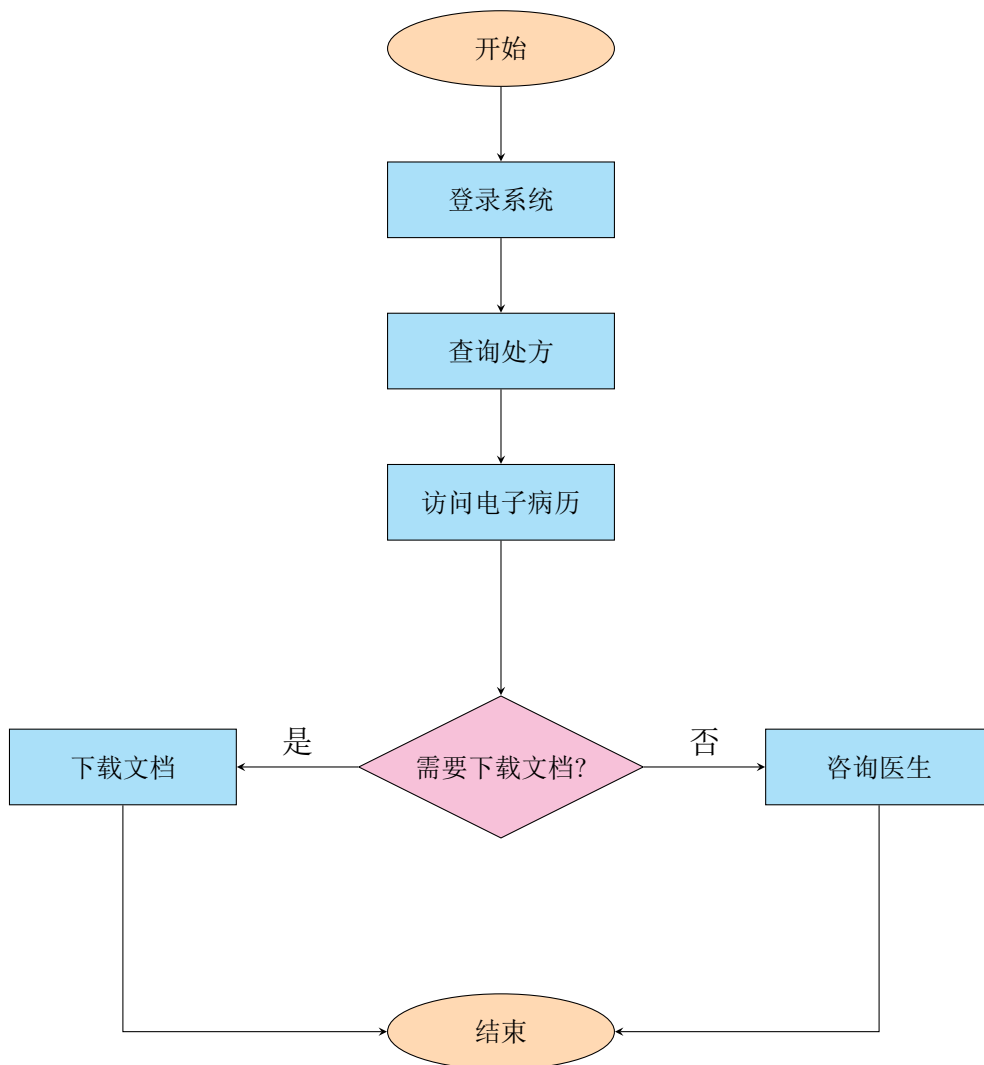 开始
登录系统
查询处方
访问电子病历
是
否
下载文档
需要下载文档?
咨询医生
结束